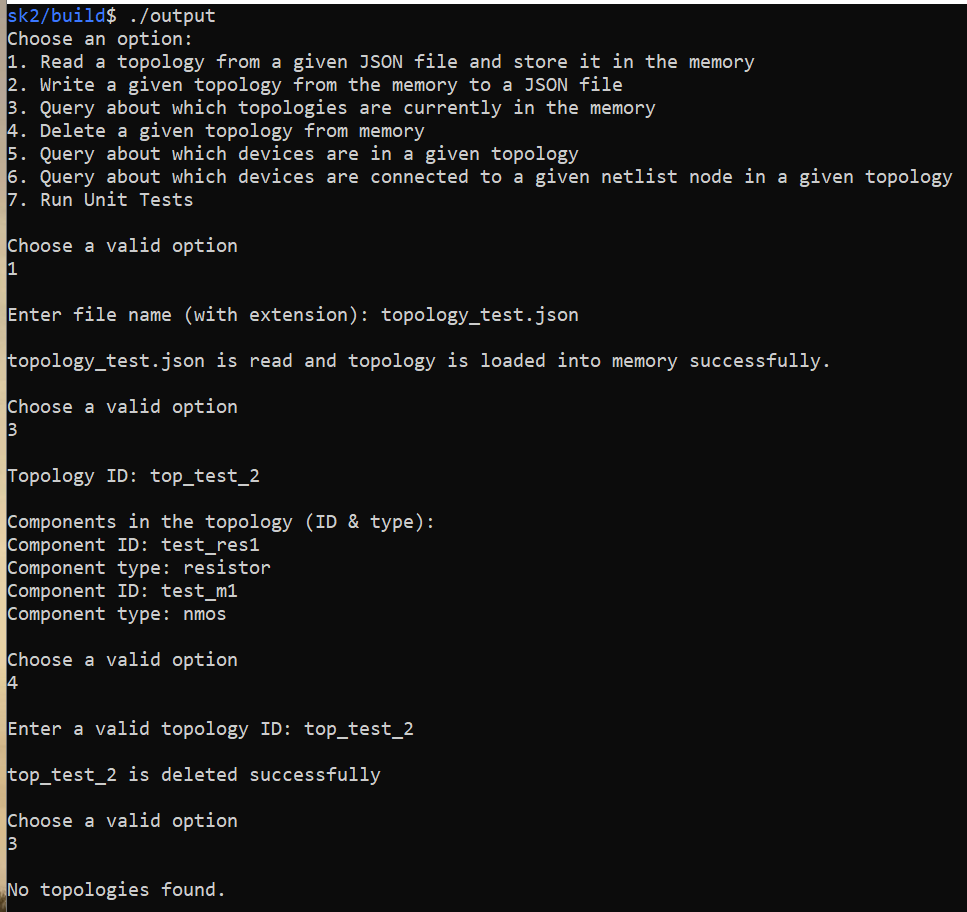 sk2/build$ ./output
Choose an option:
1. Read a topology from a given JSON file and store it in the memory
2. Write a given topology from the memory to a JSON file
3. Query about which topologies are currently in the memory
4. Delete a given topology from memory
5. Query about which devices are in a given topology
6. Query about which devices are connected to a given netlist node in a given topology
7. Run Unit Tests
Choose a valid option
1
Enter file name (with extension): topology_test.json
topology_test.json is read and topology is loaded into memory successfully.
Choose a valid option
3
Topology ID: top_test_2
Components in the topology (ID & type):
Component ID: test_res1
Component type: resistor
Component ID: test_m1
Component type: nmos
Choose a valid option
4
Enter a valid topology ID: top_test_2
top_test_2 is deleted successfully
Choose a valid option
3
No topologies found.